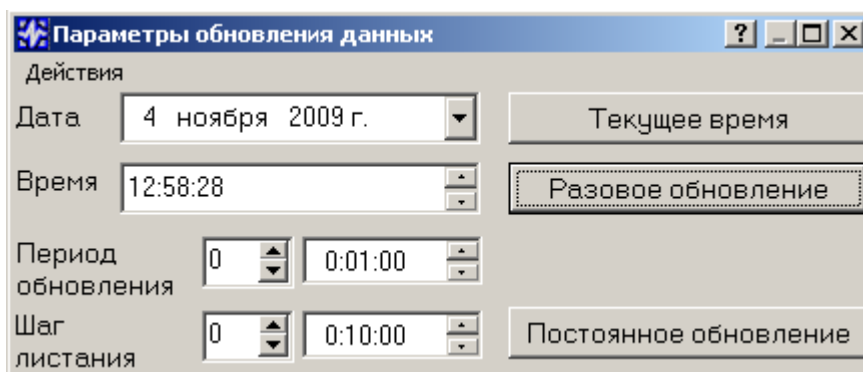 Параметры обновления данных
Действия
Дата 4 ноября 2009 г. Текущее время
Время 12:58:28 Разовое обновление
Период обновления 0 0:01:00
Шаг листания 0 0:10:00 Постоянное обновление